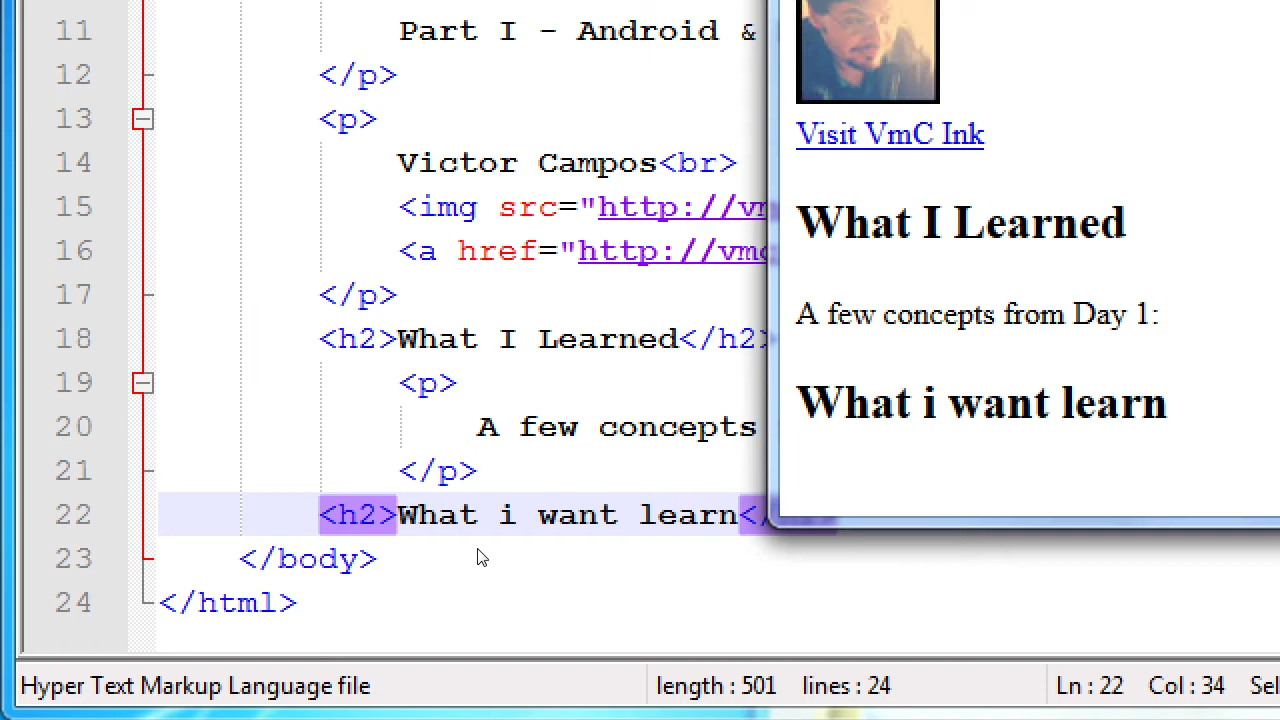 11 Part I - Android &
12 </p>
13 <p>
14 Victor Campos<br>
15 <img src="http://vm
16 <a href="http://vmc
17 </p>
18 <h2>What I Learned</h2>
19 <p>
20 A few concepts
21 </p>
22 <h2>What i want learn</
23 </body>
24 </html>
Visit VmC Ink
What I Learned
A few concepts from Day 1:
What i want learn
Hyper Text Markup Language file length : 501 lines : 24 Ln : 22 Col : 34 Sel